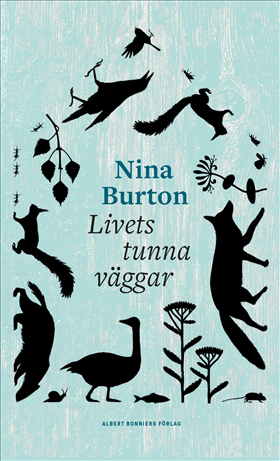 Nina
Burton
Livets
tunna
väggar
ALBERT BONNIERS FÖRLAG